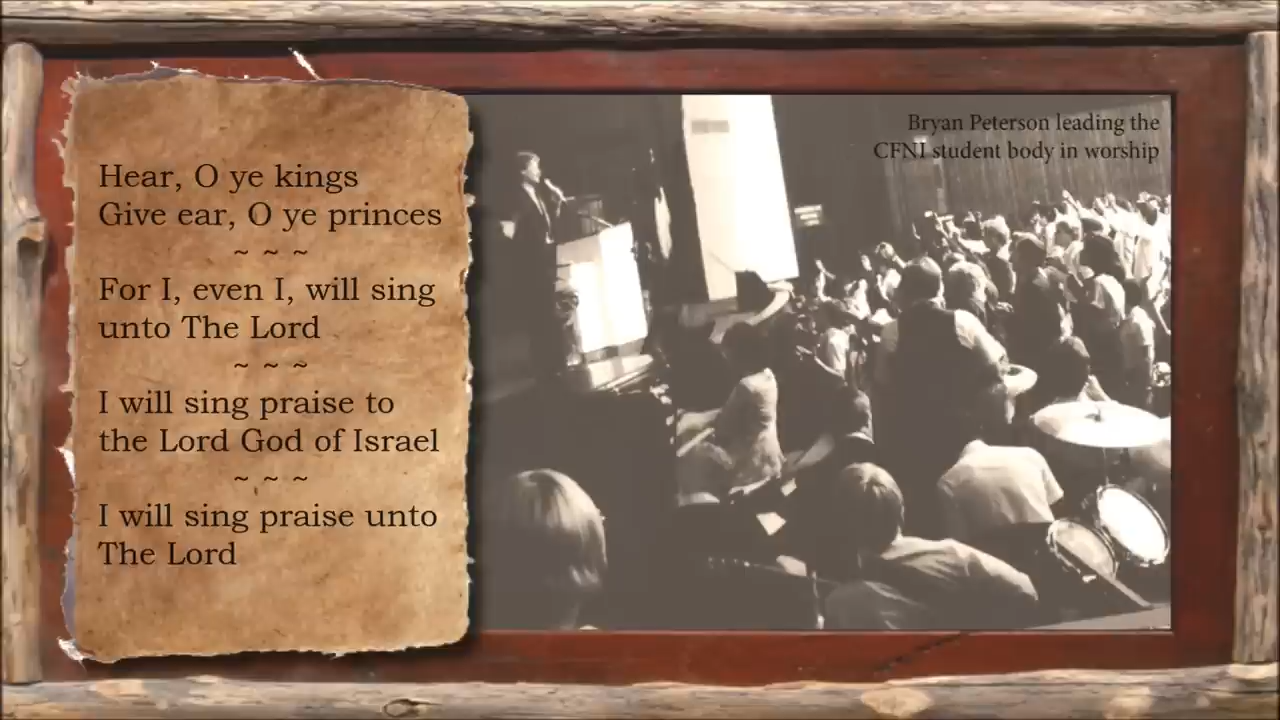 Hear, O ye kings
Give ear, O ye princes
~ ~ ~
For I, even I, will sing
unto The Lord
~ ~ ~
I will sing praise to
the Lord God of Israel
~ ~ ~
I will sing praise unto
The Lord
Bryan Peterson leading the
CFNI student body in worship